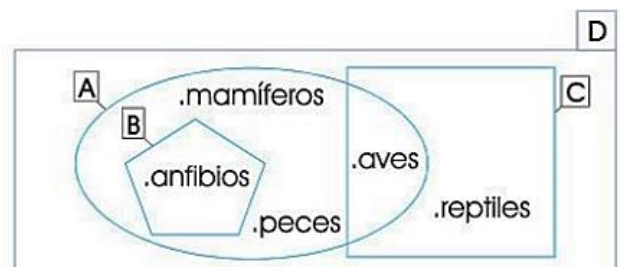 D
A
.mamíferos
C
B
.anfibios
.aves
.peces
.reptiles